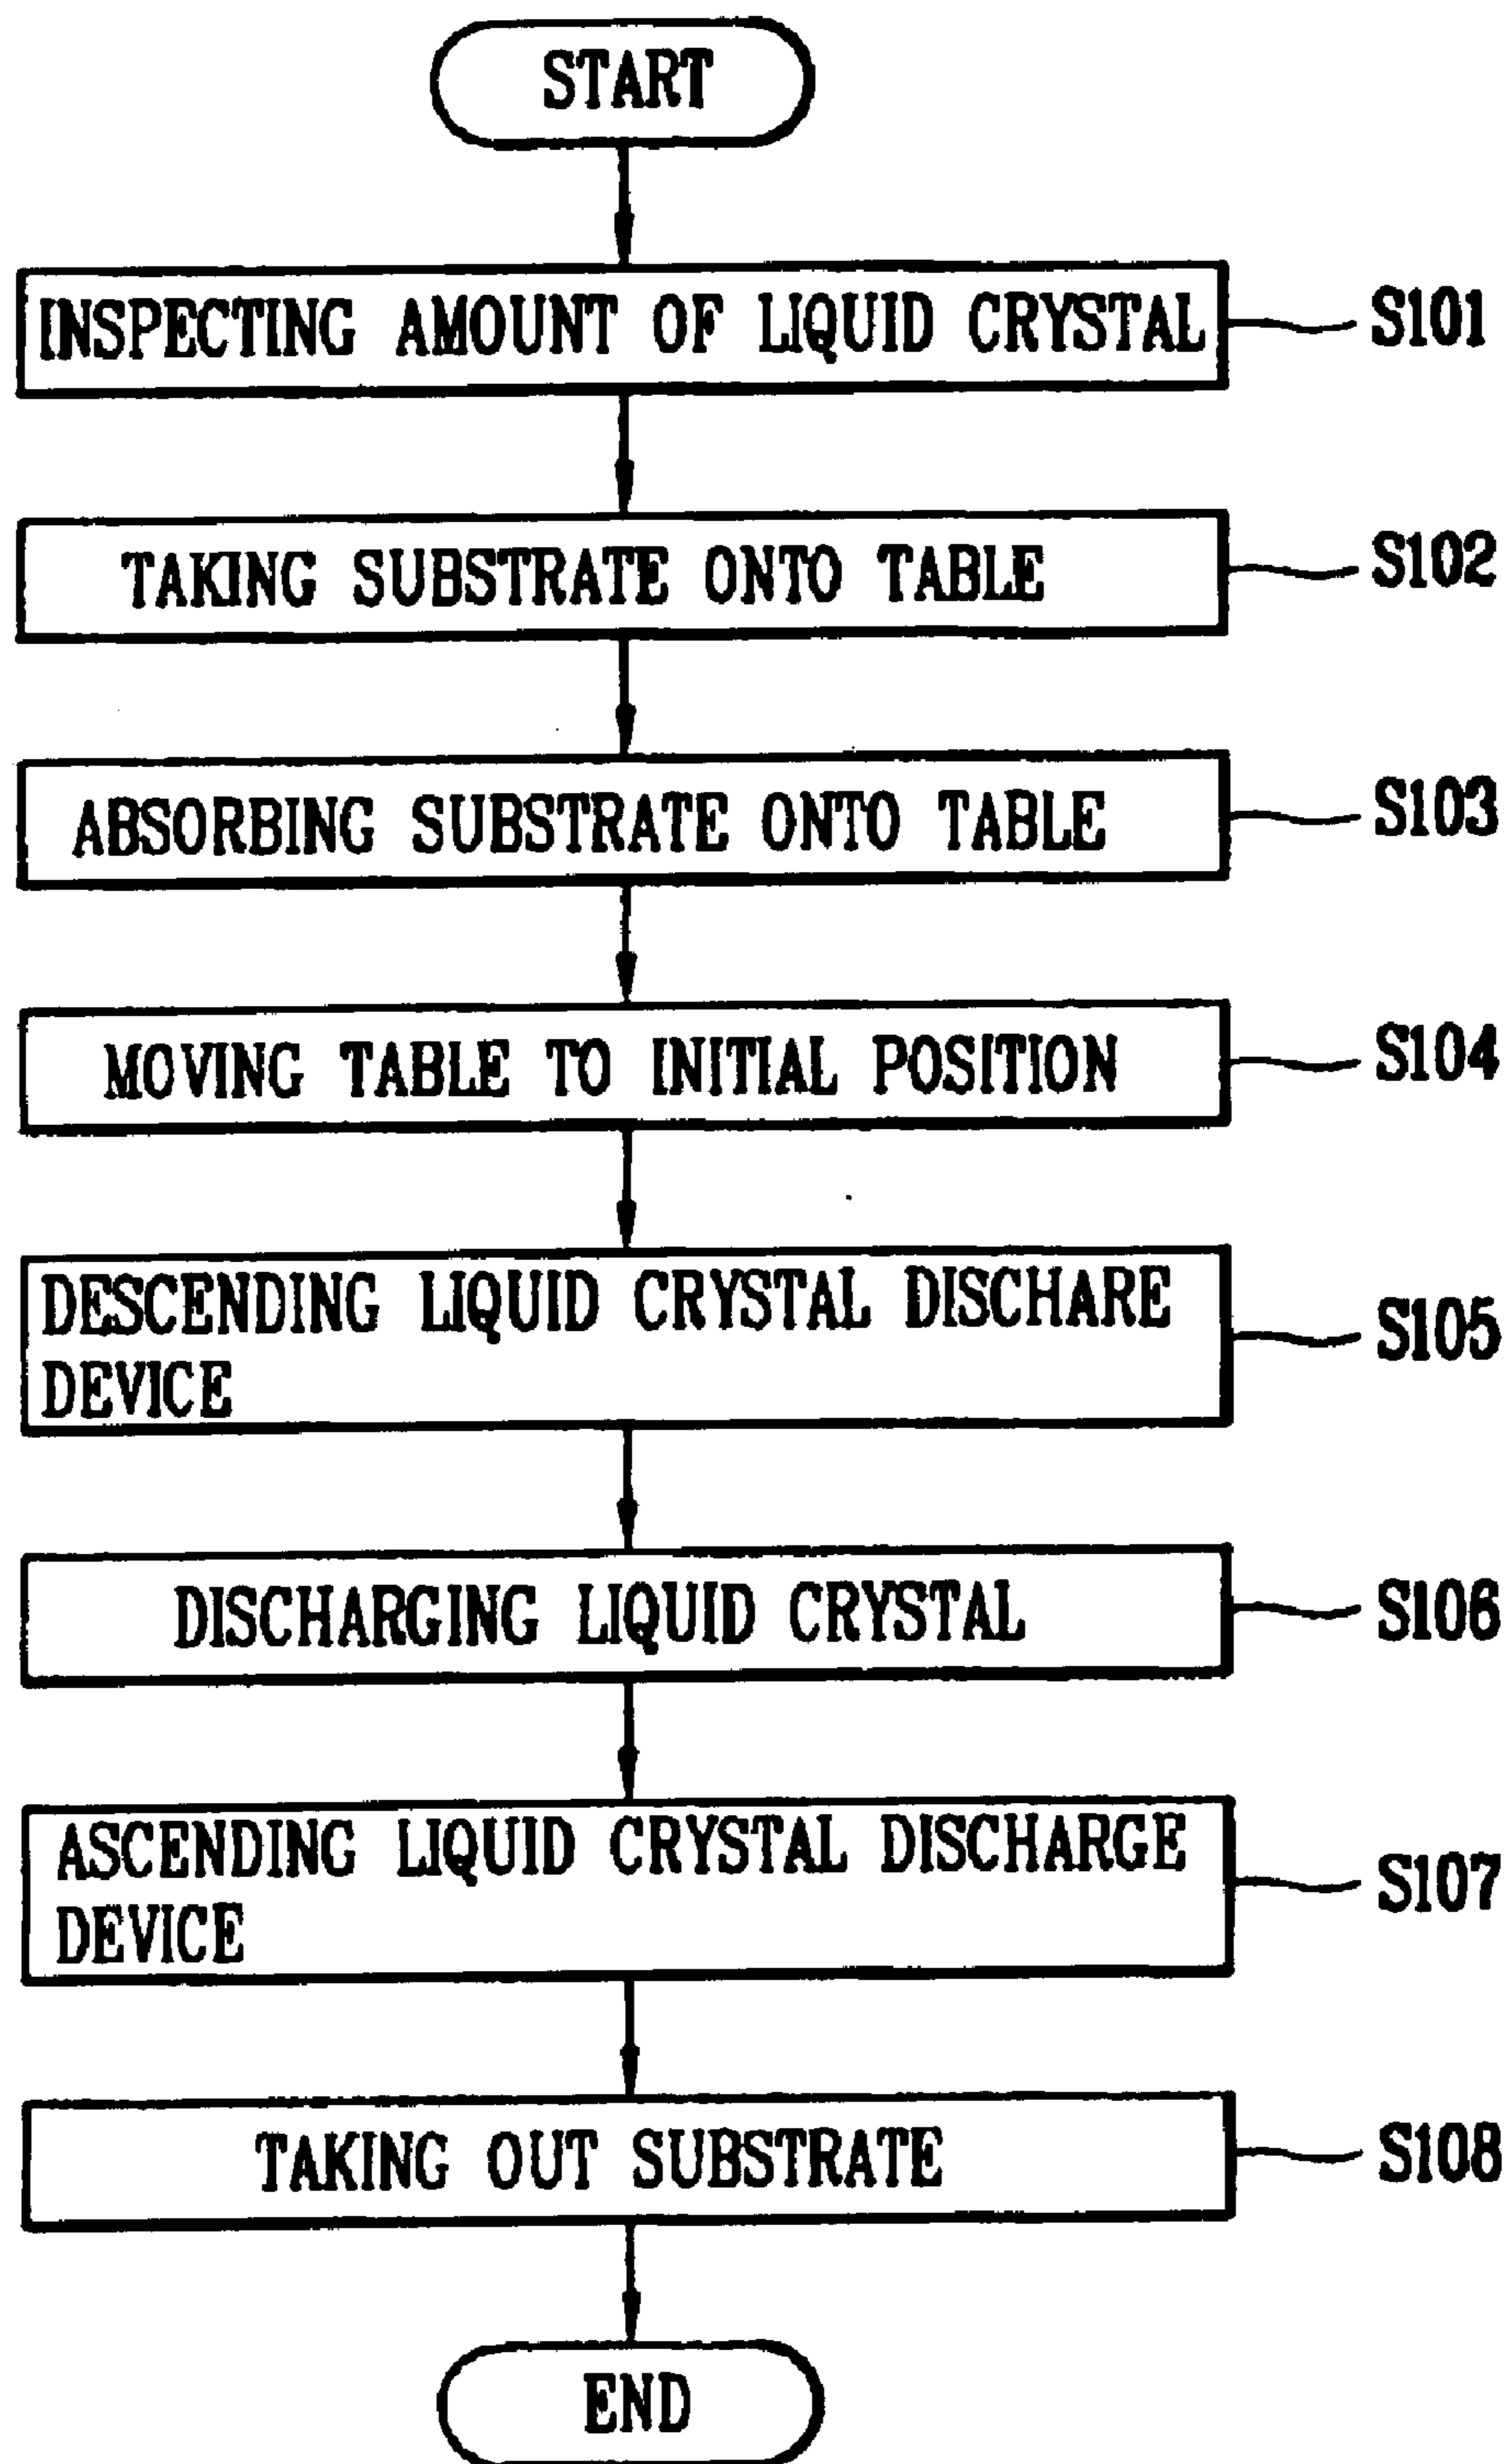 START
INSPECTING AMOUNT OF LIQUID CRYSTAL
S101
TAKING SUBSTRATE ONTO TABLE
S102
ABSORBING SUBSTRATE ONTO TABLE
S103
MOVING TABLE TO INITIAL POSITION
S104
DESCENDING LIQUID CRYSTAL DISCHARE
DEVICE
S105
DISCHARGING LIQUID CRYSTAL
S106
ASCENDING LIQUID CRYSTAL DISCHARGE
DEVICE
S107
TAKING OUT SUBSTRATE
S108
END